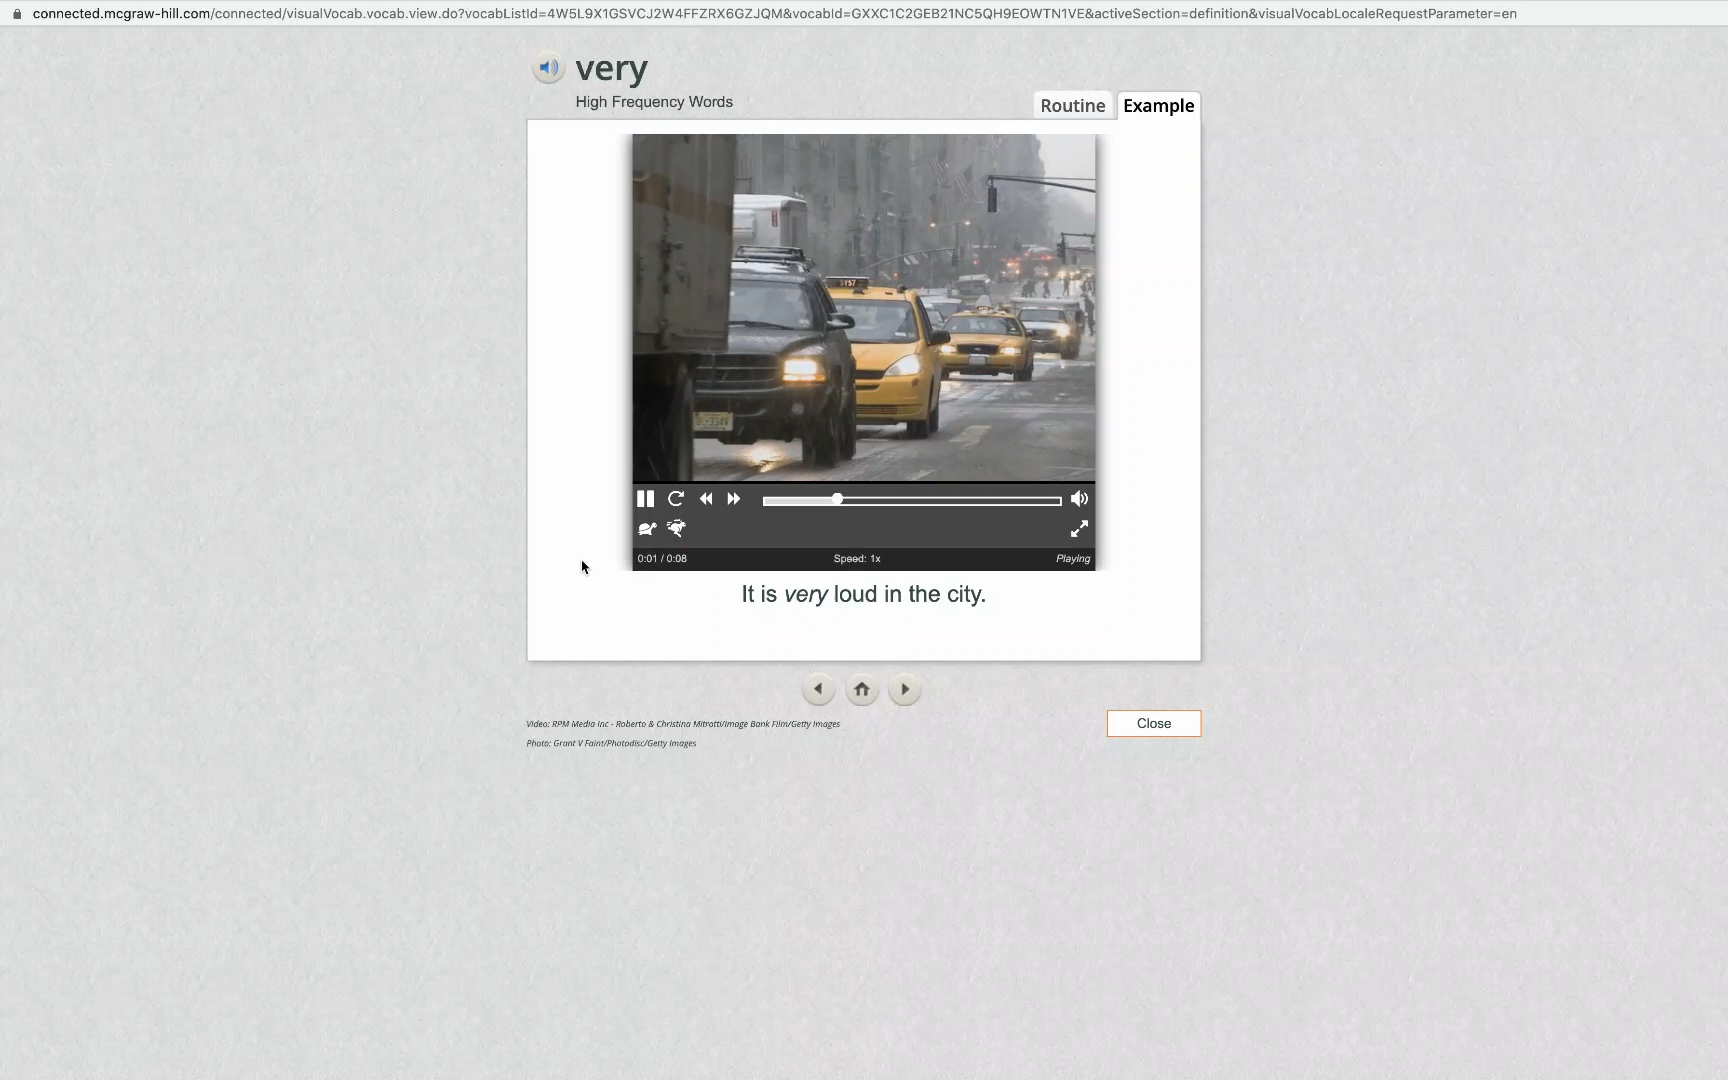 connected.mcgraw-hill.com/connected/visualVocab.vocab.view.do?vocabListId=4W5L9X1GSVCJ2W4FFZRX6GZJQM&vocabId=GXXC1C2GEB21NC5QH9EOWTN1VE&activeSection=definition&visualVocabLocaleRequestParameter=en
very
High Frequency Words
Routine
Example
5Y57
0:01 / 0:08
Speed: 1x
Playing
It is very loud in the city.
Video: RPM Media Inc - Roberto & Christina Mitrotti/Image Bank Film/Getty Images
Close
Photo: Grant V Faint/Photodisc/Getty Images